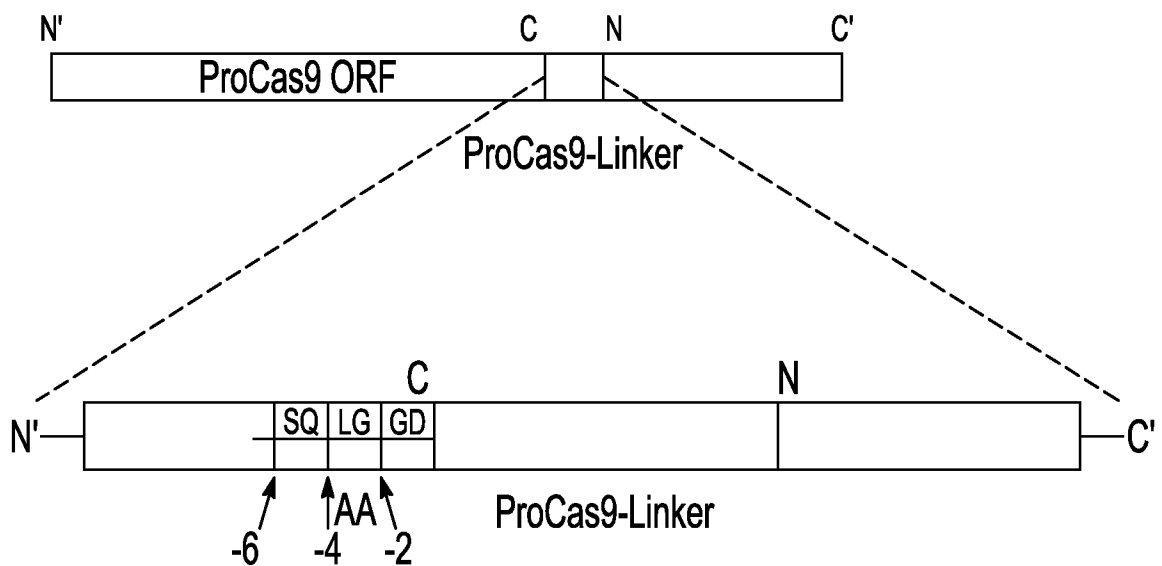 N' C N C'
ProCas9 ORF
ProCas9-Linker
C N
N' SQ LG GD C'
AA ProCas9-Linker
-6 -4 -2